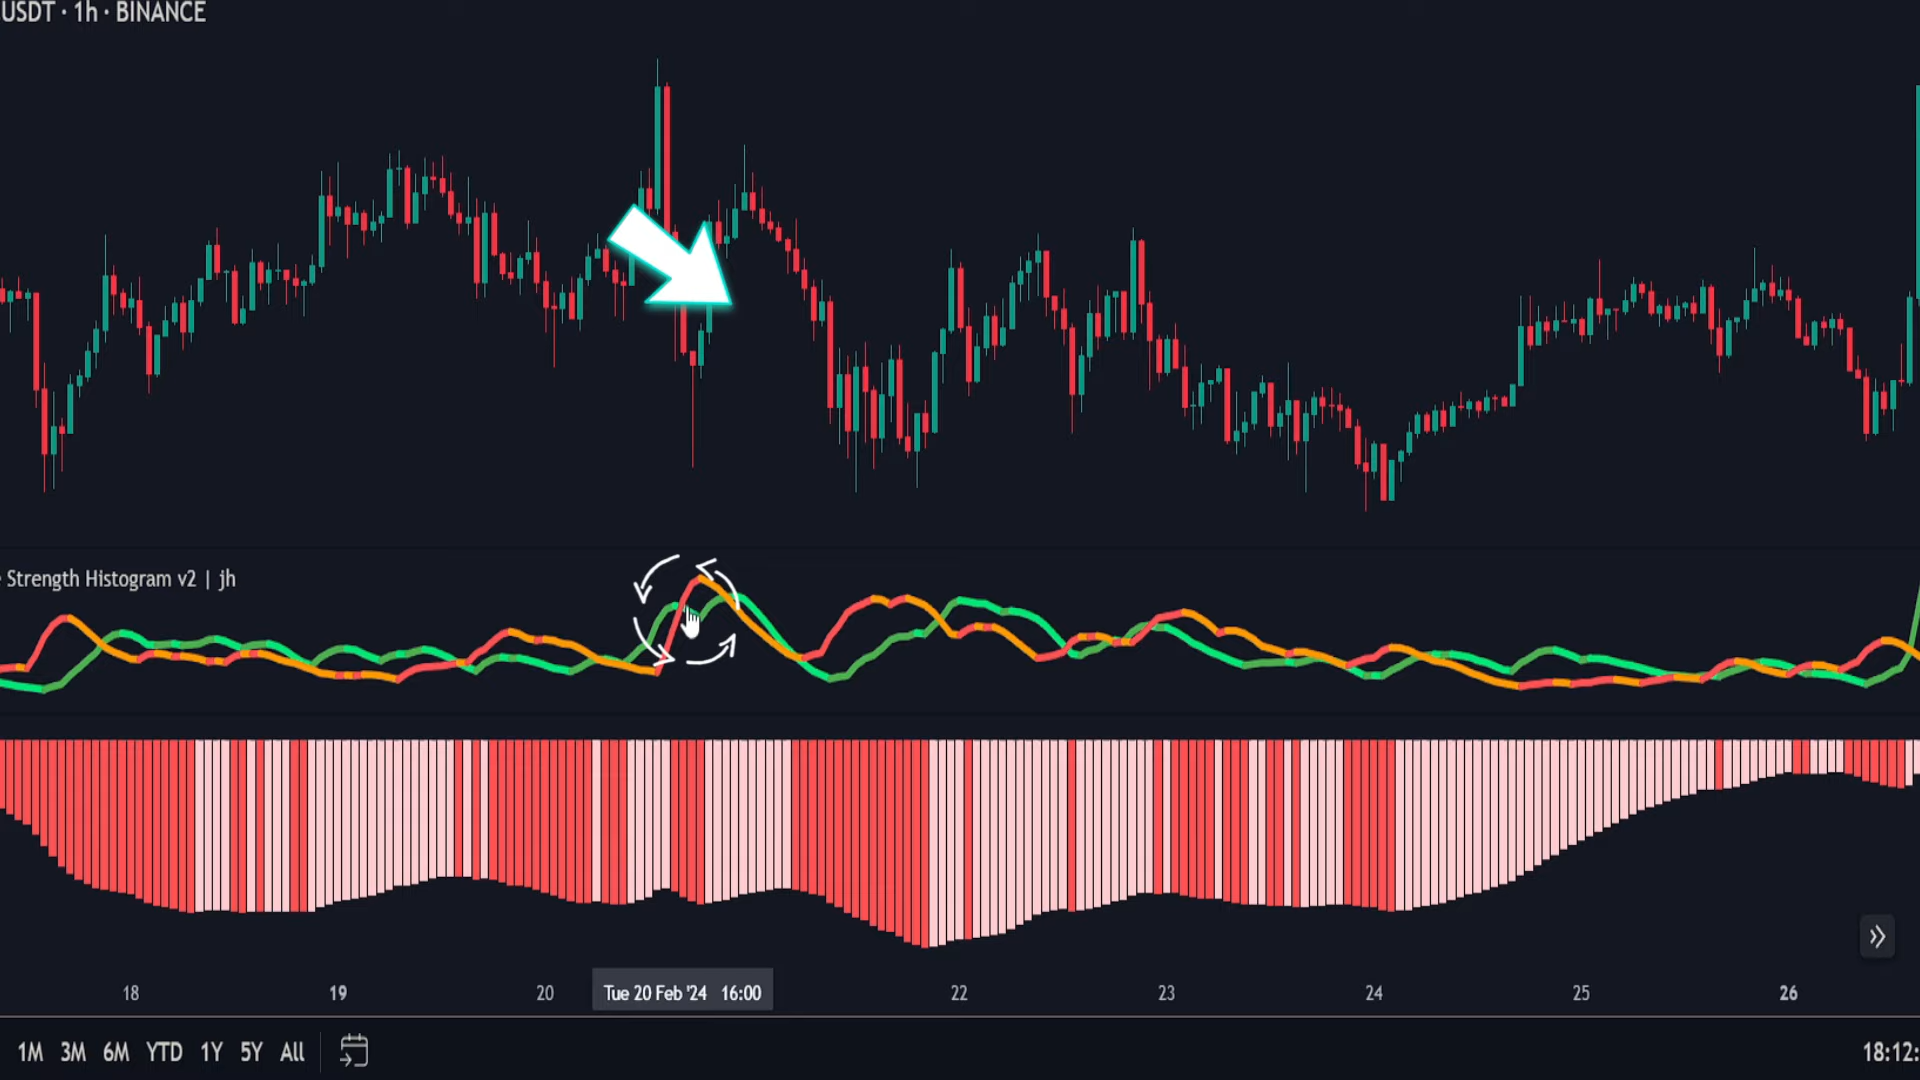 USDT · 1h · BINANCE
Strength Histogram v2 | jh
18 19 20 Tue 20 Feb '24 16:00 22 23 24 25 26
1M 3M 6M YTD 1Y 5Y All 18:12: